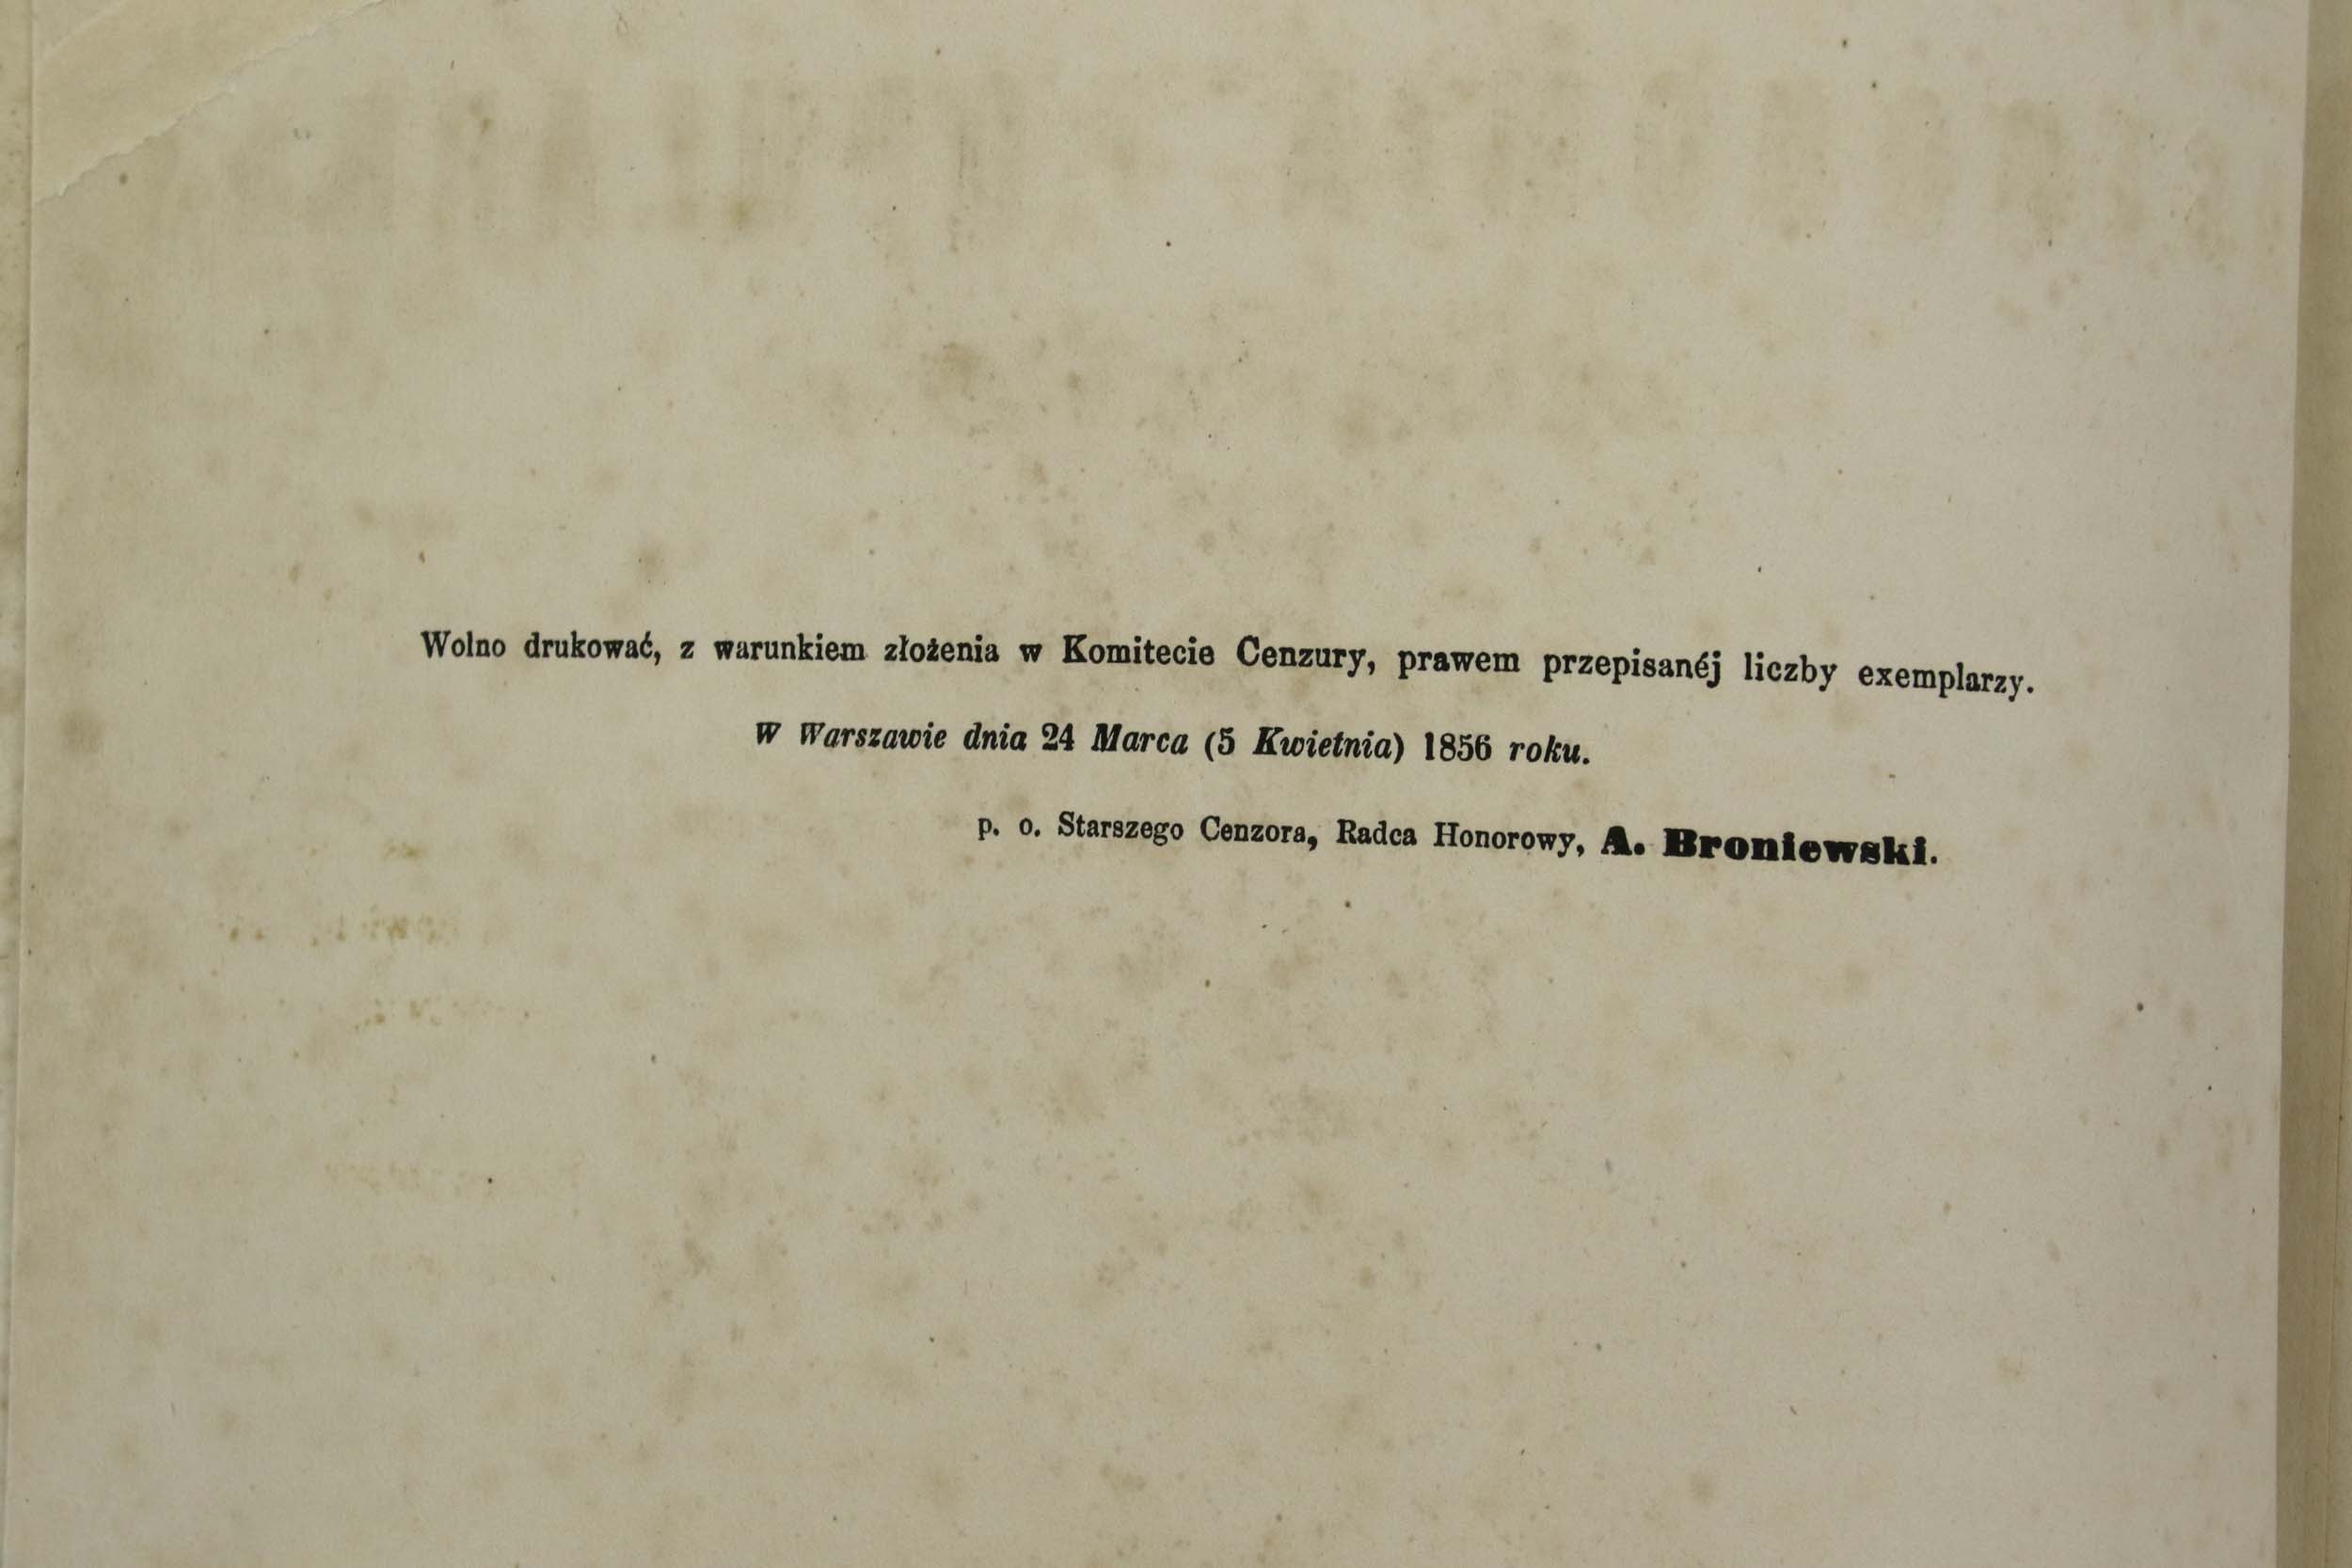 Wolno drukować, z warunkiem złożenia w Komitecie Cenzury, prawem przepisanéj liczby exemplarzy.
W Warszawie dnia 24 Marca (5 Kwietnia) 1856 roku.
p. o. Starszego Cenzora, Radca Honorowy, A. Broniewski.